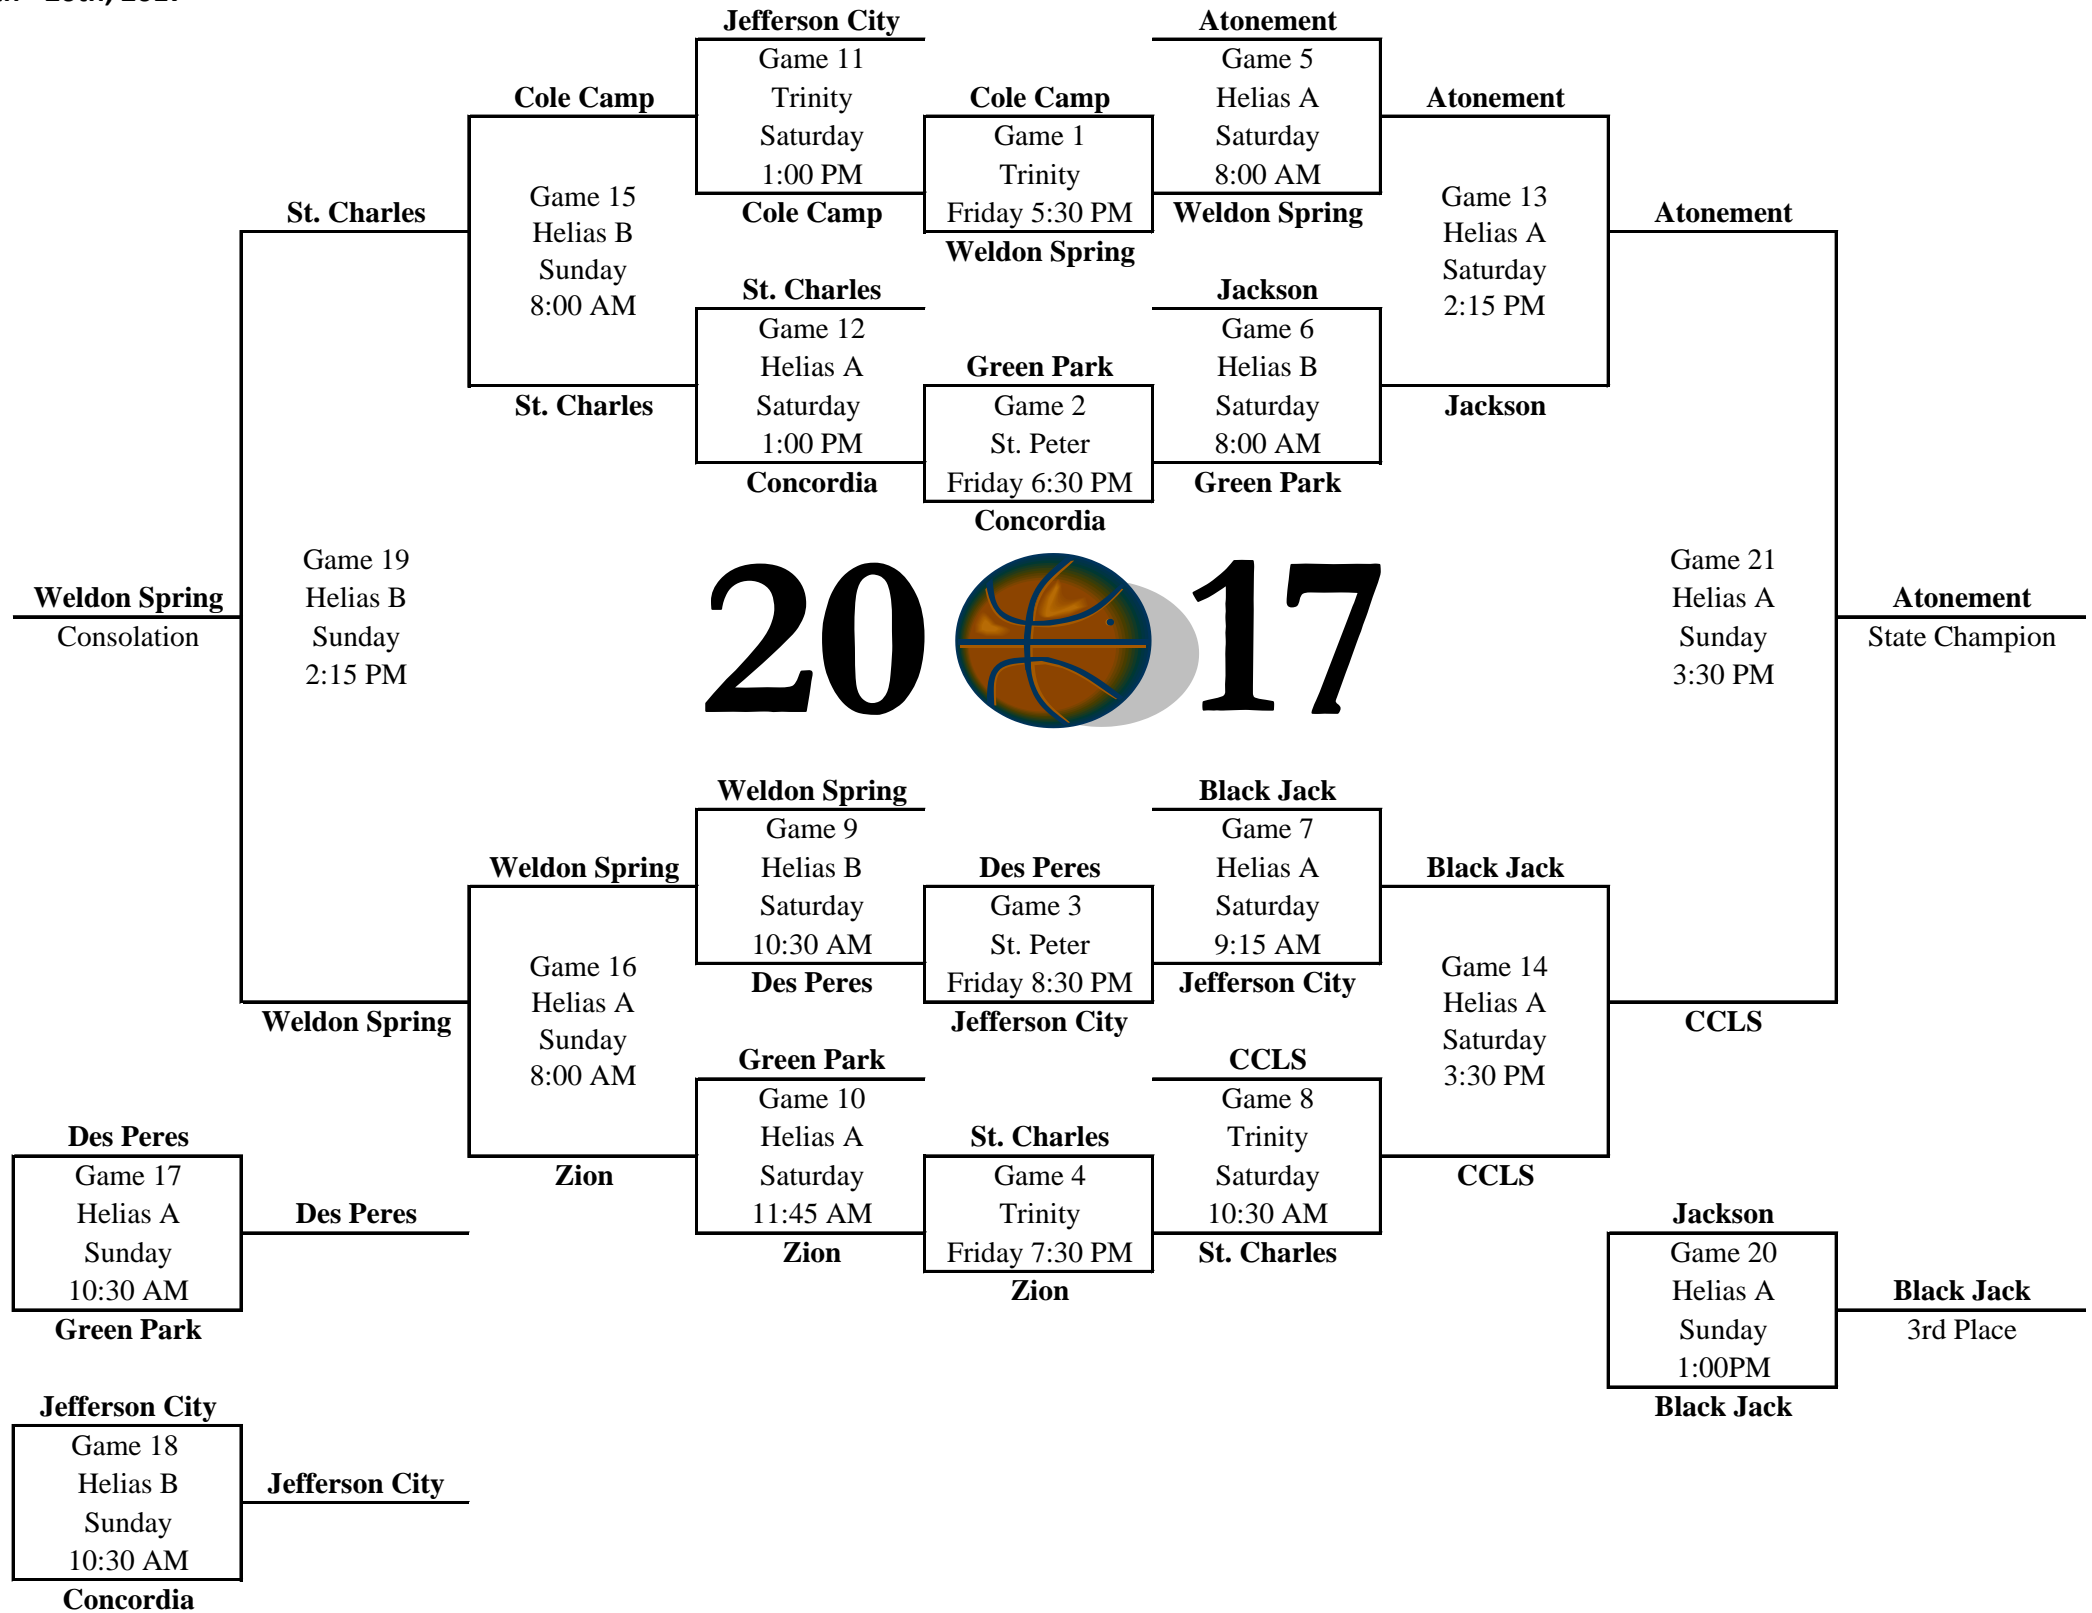 Jefferson City
Atonement
Game 11
Game 5
Cole Camp
Trinity
Cole Camp
Helias A
Atonement
Saturday
Game 1
Saturday
1:00 PM
Trinity
8:00 AM
St. Charles
Game 15
Cole Camp
Friday 5:30 PM
Weldon Spring
Game 13
Atonement
Helias B
Weldon Spring
Helias A
Sunday
Saturday
8:00 AM
St. Charles
Jackson
2:15 PM
Game 12
Game 6
Helias A
Green Park
Helias B
St. Charles
Saturday
Game 2
Saturday
Jackson
1:00 PM
St. Peter
8:00 AM
Concordia
Friday 6:30 PM
Green Park
Concordia
Game 19
Game 21
Weldon Spring
Helias B
20 17
Helias A
Atonement
Consolation
Sunday
Sunday
State Champion
2:15 PM
3:30 PM
Weldon Spring
Black Jack
Game 9
Game 7
Weldon Spring
Helias B
Des Peres
Helias A
Black Jack
Saturday
Game 3
Saturday
10:30 AM
St. Peter
9:15 AM
Game 16
Des Peres
Friday 8:30 PM
Jefferson City
Game 14
Helias A
Helias A
Weldon Spring
Jefferson City
CCLS
Sunday
Saturday
8:00 AM
Green Park
CCLS
3:30 PM
Game 10
Game 8
Des Peres
Helias A
St. Charles
Trinity
Game 17
Zion
Saturday
Game 4
Saturday
CCLS
Helias A
Des Peres
11:45 AM
Trinity
10:30 AM
Jackson
Sunday
Zion
Friday 7:30 PM
St. Charles
Game 20
10:30 AM
Zion
Helias A
Black Jack
Green Park
Sunday
3rd Place
1:00PM
Jefferson City
Black Jack
Game 18
Helias B
Jefferson City
Sunday
10:30 AM
Concordia